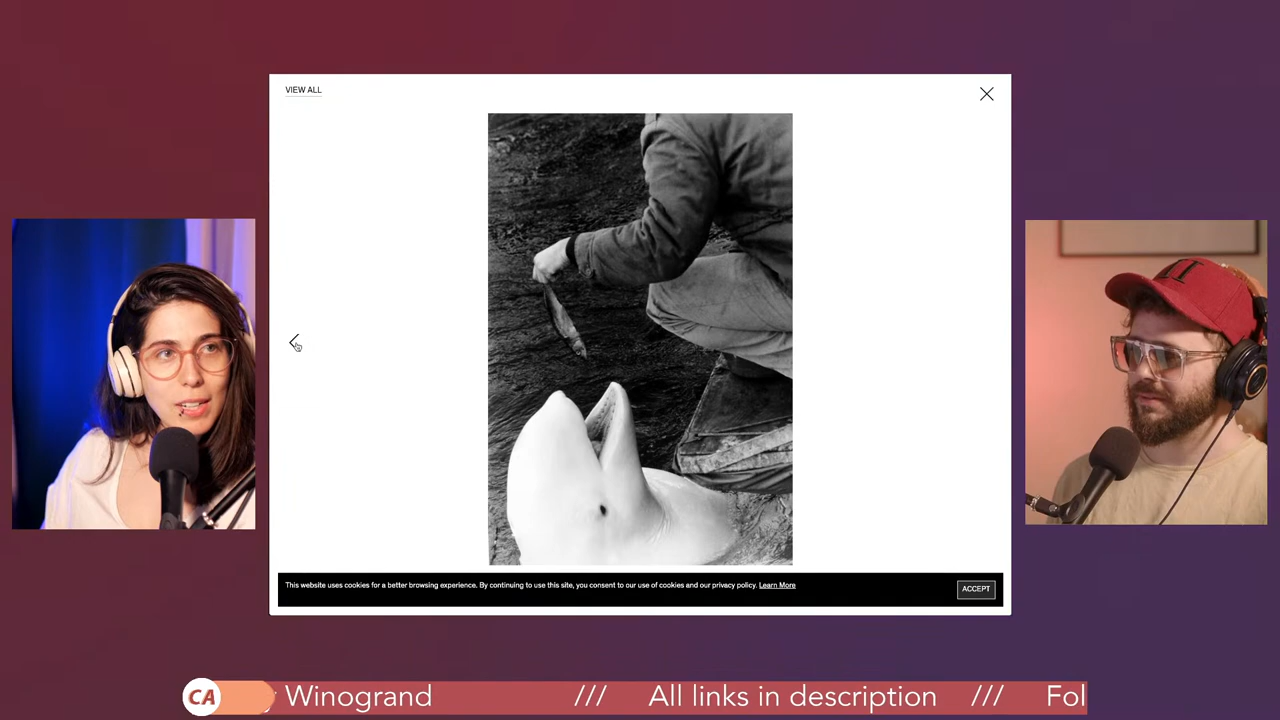 VIEW ALL
This website uses cookies for a better browsing experience. By continuing to use this site, you consent to our use of cookies and our privacy policy. Learn More
ACCEPT
CA
Winogrand /// All links in description /// Fol